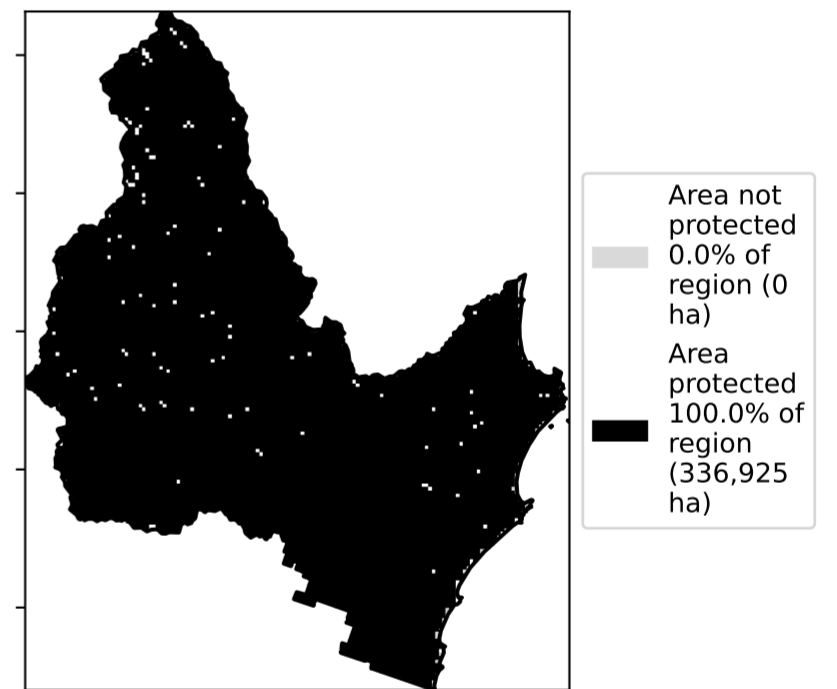 Area not
protected
0.0% of
region (0
ha)
Area
protected
100.0% of
region
(336,925
ha)